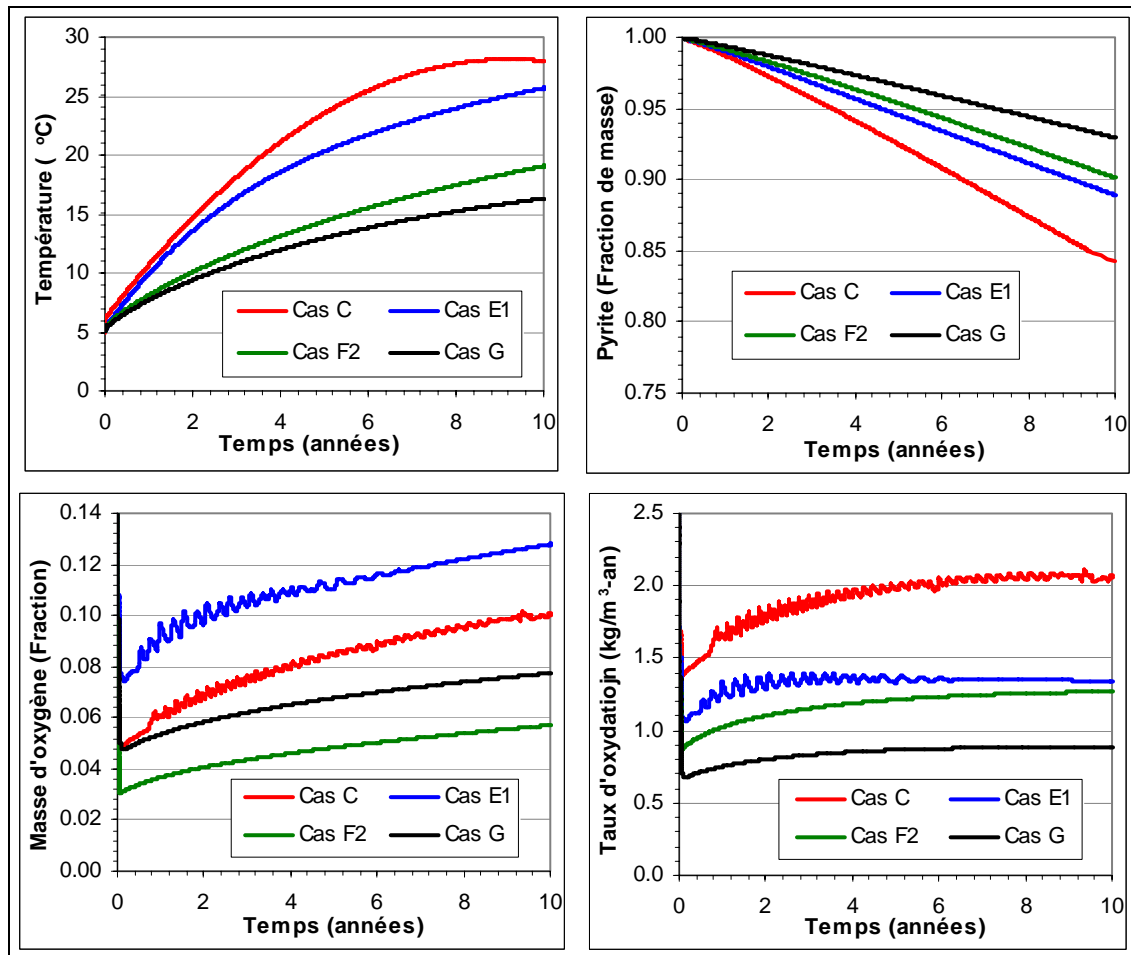 Température ( ºC)
30
25
20
15
10
5
0
Cas C
Cas E1
Cas F2
Cas G
0 2 4 6 8 10
Temps (années)
Pyrite (Fraction de masse)
1.00
0.95
0.90
0.85
0.80
0.75
Cas C
Cas E1
Cas F2
Cas G
0 2 4 6 8 10
Temps (années)
Masse d'oxygène (Fraction)
0.14
0.12
0.10
0.08
0.06
0.04
0.02
0.00
Cas C
Cas E1
Cas F2
Cas G
0 2 4 6 8 10
Temps (années)
Taux d'oxydatiojn (kg/m³-an)
2.5
2.0
1.5
1.0
0.5
0.0
Cas C
Cas E1
Cas F2
Cas G
0 2 4 6 8 10
Temps (années)